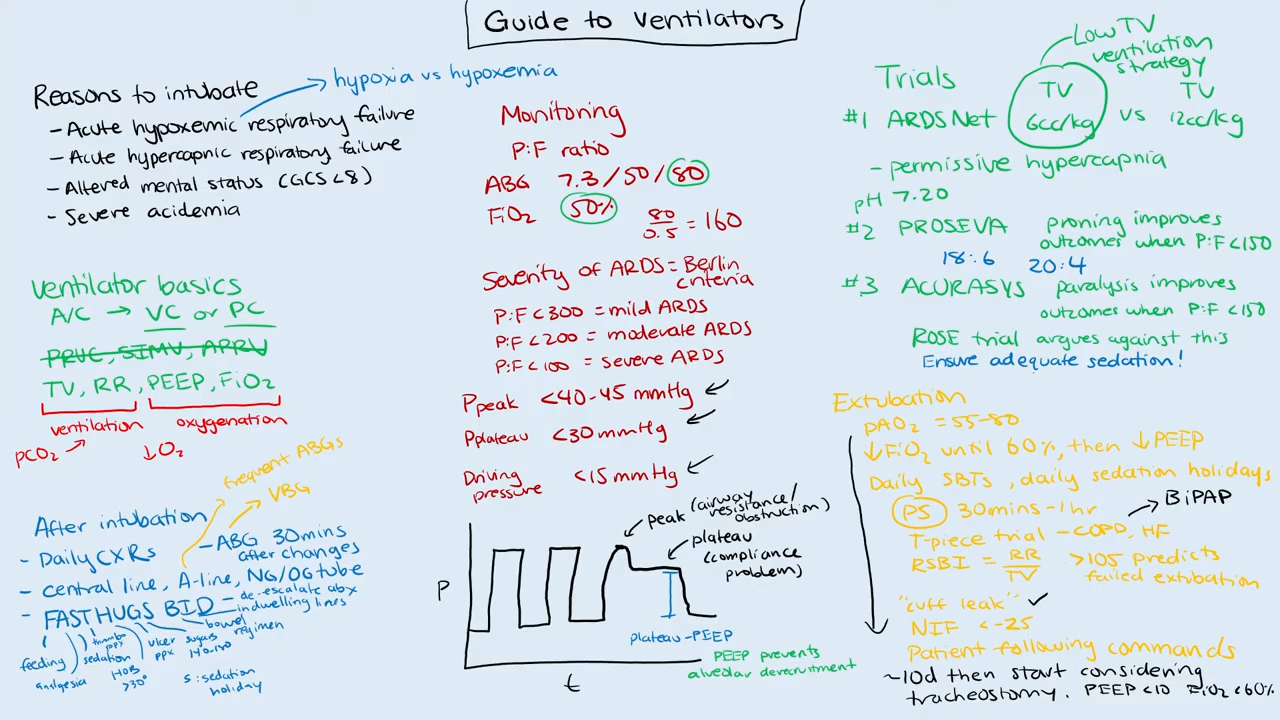 Guide to Ventilators
Reasons to intubate
→ hypoxia vs hypoxemia
- Acute hypoxemic respiratory failure
- Acute hypercapnic respiratory failure
- Altered mental status (GCS<8)
- Severe acidemia
Ventilator basics
A/C → VC or PC
PRVC, SIMV, APRV
TV, RR, PEEP, FiO2
ventilation oxygenation
pCO2 ↓O2
frequent ABGs
VBG
After intubation
- Daily CXRs
- ABG 30mins
after changes
- central line, A-line, NG/OG tube
- FAST HUGS BID - de-escalate abx
indwelling lines
bowel
regimen
feeding
analgesia
thrombo
ppx
sedation
HOB
>30°
ulcer
ppx
sugars
s: sedation
holiday
Monitoring
P:F ratio
ABG 7.3/50/80
FiO2 50%
80
0.5 = 160
Severity of ARDS = Berlin
criteria
P:F<300 = mild ARDS
P:F<200 = moderate ARDS
P:F<100 = severe ARDS
Ppeak <40-45 mmHg
Pplateau <30mmHg
Driving
pressure <15mmHg
peak (airway
resistance/
obstruction)
plateau
(compliance
problem)
P
plateau-PEEP
PEEP prevents
alveolar derecruitment
t
Low TV
ventilation
strategy
Trials
TV TV
#1 ARDSNet 6cc/kg vs 12cc/kg
- permissive hypercapnia
pH 7.20
#2 PROSEVA proning improves
outcomes when P:F<150
18:6 20:4
#3 ACURASYS paralysis improves
outcomes when P:F<150
ROSE trial argues against this
Ensure adequate sedation!
Extubation
pAO2 = 55-80
↓FiO2 until 60%, then ↓PEEP
Daily SBTs, daily sedation holidays
PS 30mins-1hr → BiPAP
T-piece trial - COPD, HF
RSBI = RR
TV
>105 predicts
failed extubation
"cuff leak" ✓
NIF <-25
Patient following commands
~10d then start considering
tracheostomy. PEEP<10 FiO2<60%